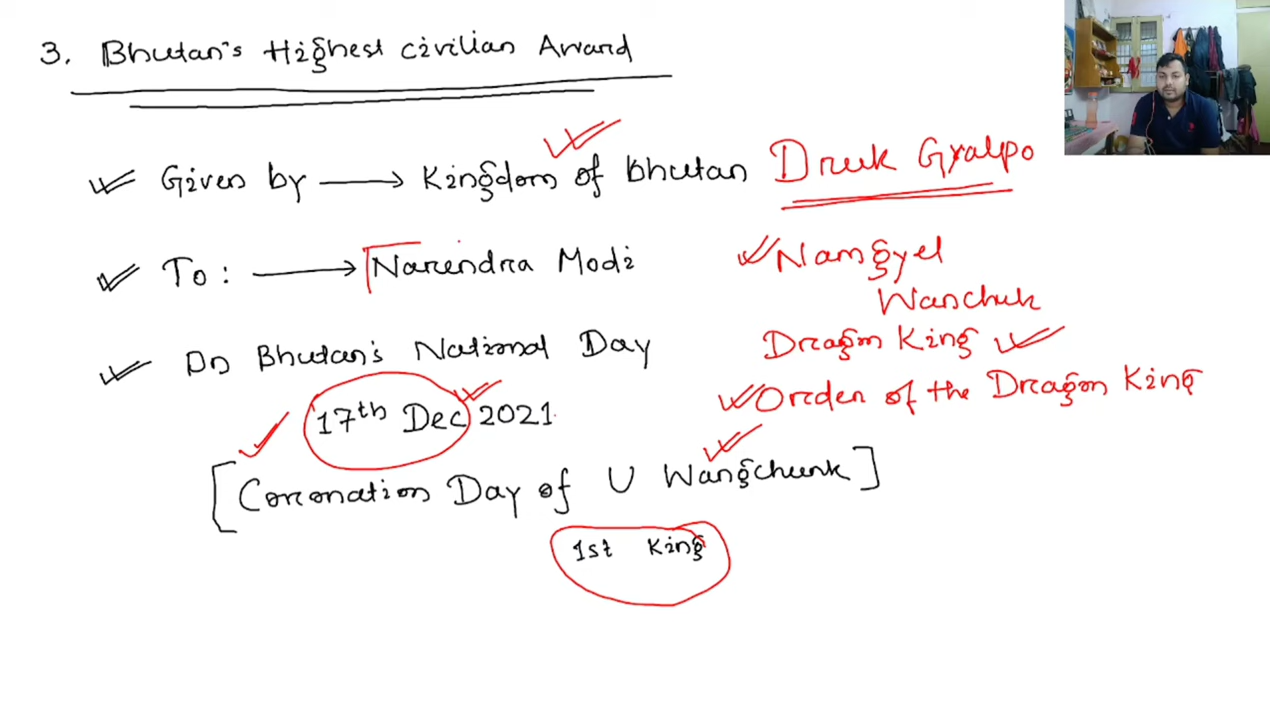 3. Bhutan's Highest civilian Award
Given by → Kingdom of bhutan Druk Gyalpo
To: → Narendra Modi
Namgyel
Wanchuk
Dragon King
On Bhutan's National Day
Order of the Dragon King
17th Dec 2021
[Coronation Day of U Wangchunk]
1st King